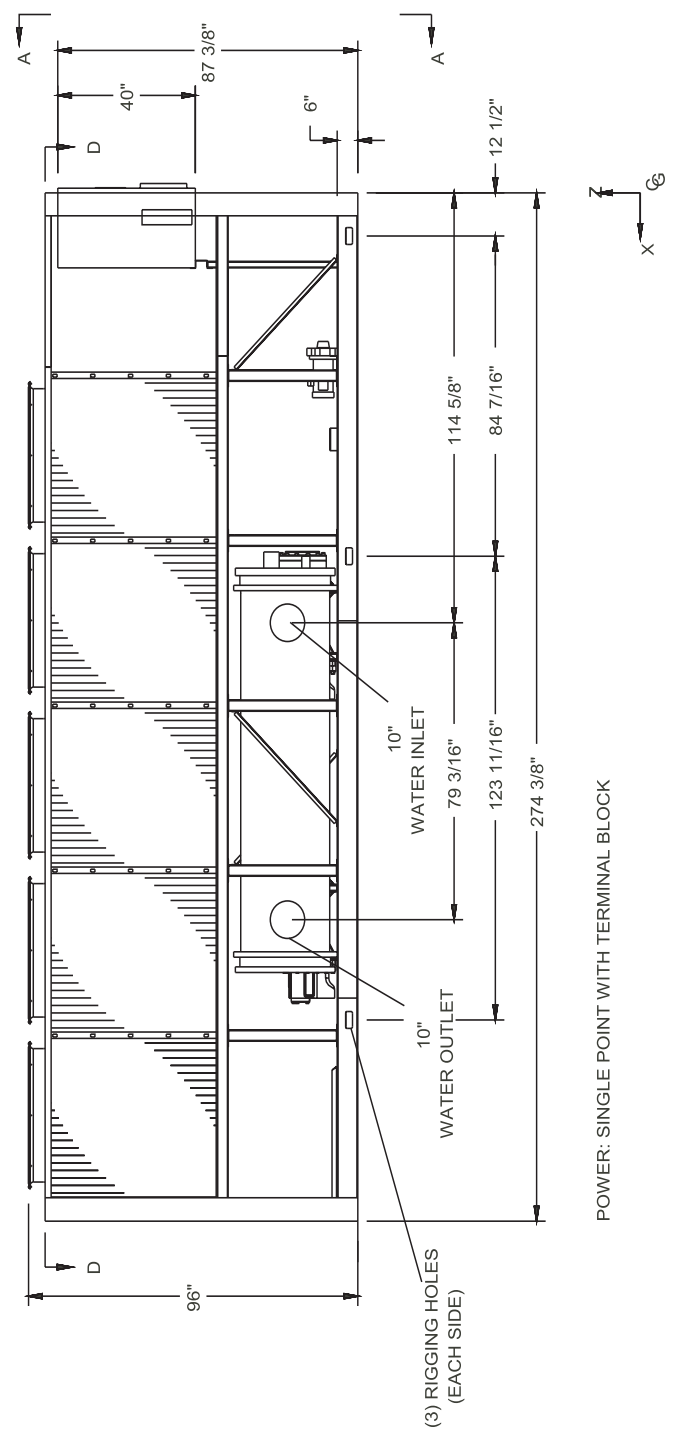 A
A
87 3/8"
40"
6"
D
12 1/2"
Z
CG
X
114 5/8"
84 7/16"
10"
WATER INLET
79 3/16"
123 11/16"
274 3/8"
10"
WATER OUTLET
POWER: SINGLE POINT WITH TERMINAL BLOCK
D
96"
(3) RIGGING HOLES
(EACH SIDE)